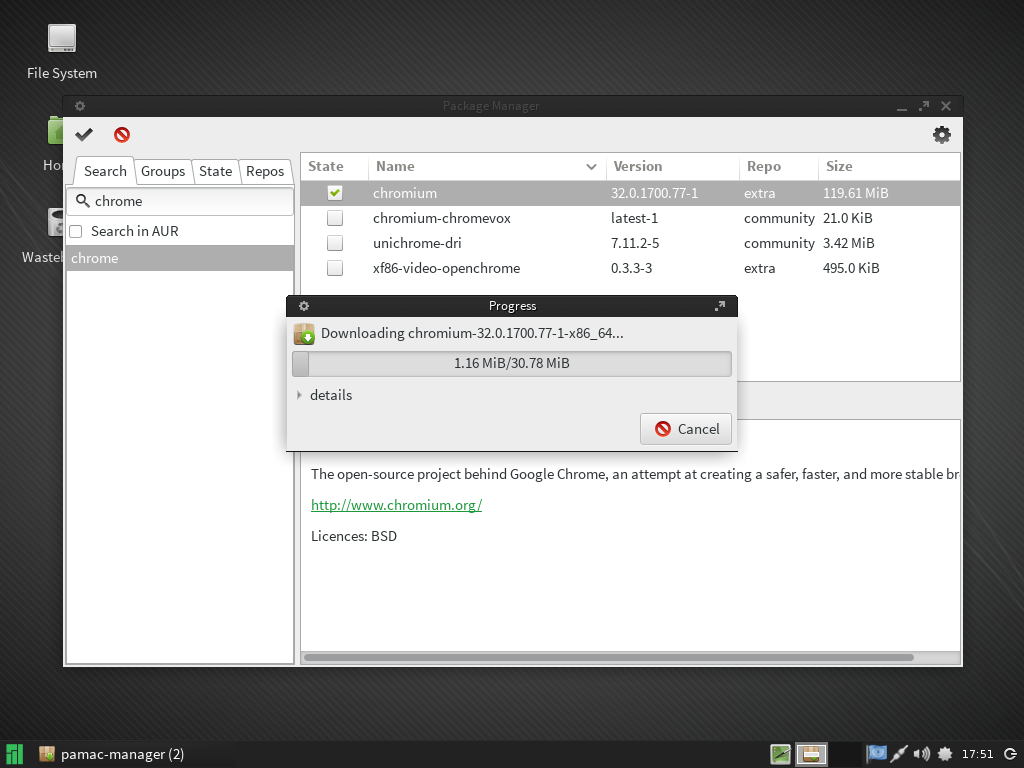 File System
Package Manager
Search Groups State Repos
chrome
Search in AUR
chrome
State Name Version Repo Size
chromium 32.0.1700.77-1 extra 119.61 MiB
chromium-chromevox latest-1 community 21.0 KiB
unichrome-dri 7.11.2-5 community 3.42 MiB
xf86-video-openchrome 0.3.3-3 extra 495.0 KiB
Progress
Downloading chromium-32.0.1700.77-1-x86_64...
1.16 MiB/30.78 MiB
details
Cancel
The open-source project behind Google Chrome, an attempt at creating a safer, faster, and more stable br
http://www.chromium.org/
Licences: BSD
pamac-manager (2)
17:51